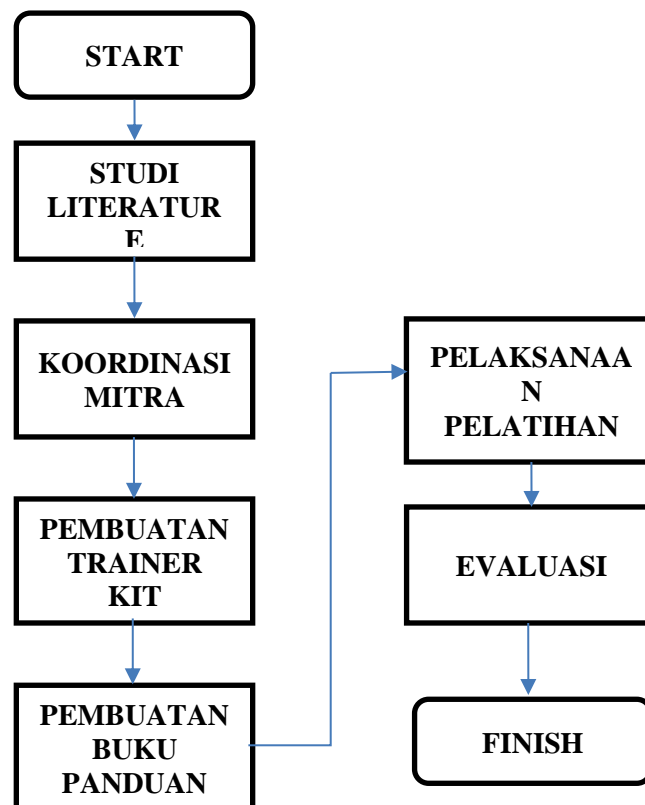 START
STUDI
LITERATUR
E
KOORDINASI
MITRA
PEMBUATAN
TRAINER
KIT
PEMBUATAN
BUKU
PANDUAN
PELAKSANAA
N
PELATIHAN
EVALUASI
FINISH